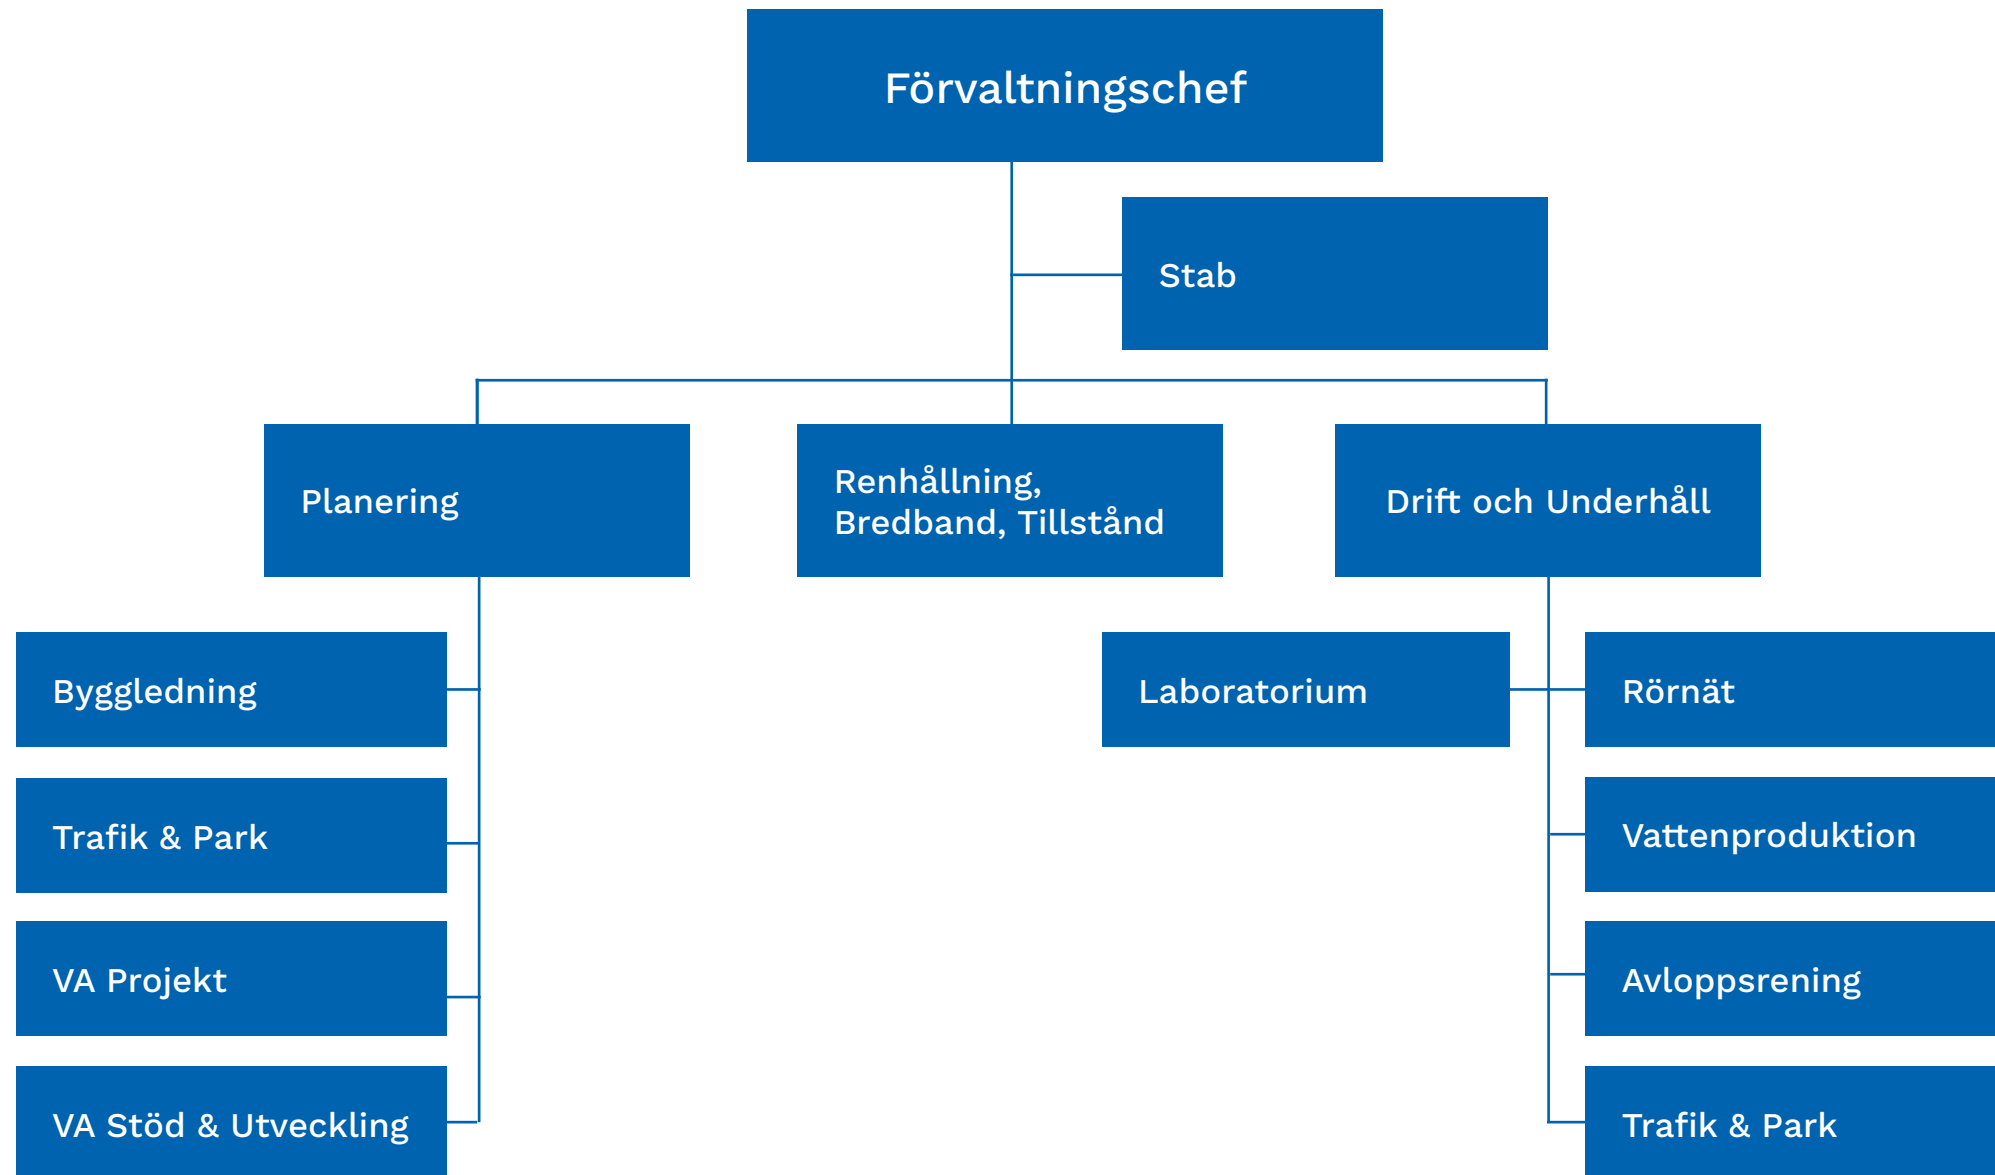 Förvaltningschef
Stab
Planering
Renhållning,
Bredband, Tillstånd
Drift och Underhåll
Byggledning
Trafik & Park
VA Projekt
VA Stöd & Utveckling
Laboratorium
Rörnät
Vattenproduktion
Avloppsrening
Trafik & Park